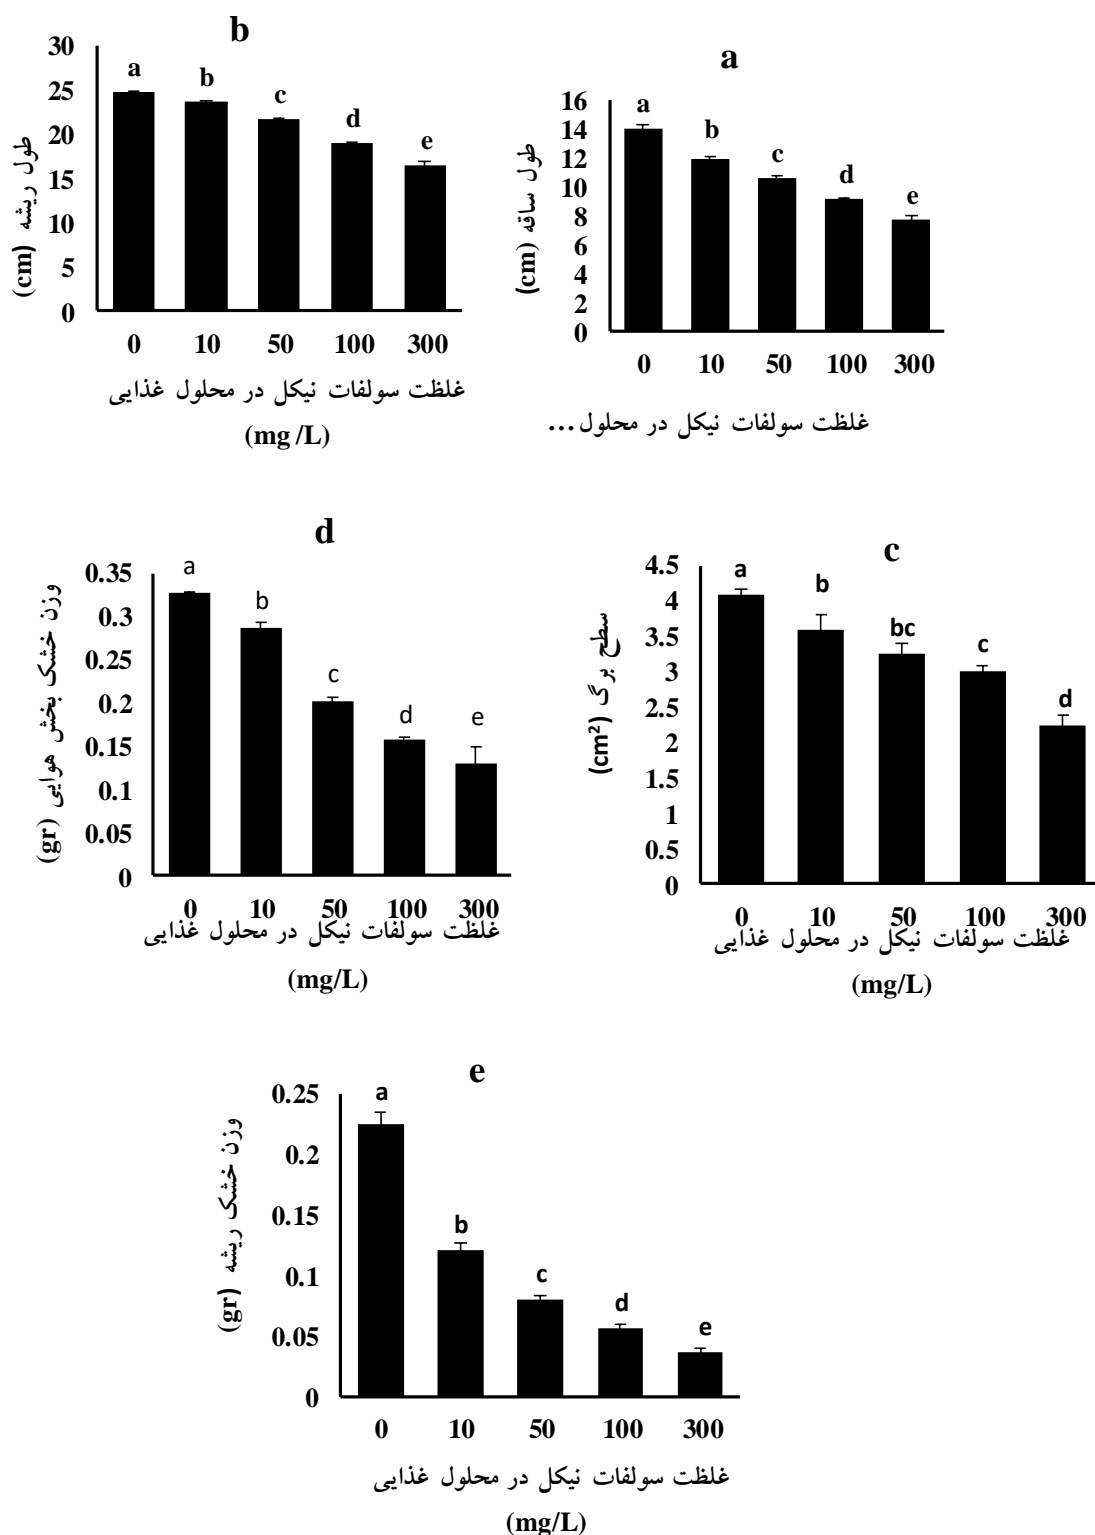 b
30
25
20
15
10
5
0
a
b
c
d
e
طول ریشه (cm)
0 10 50 100 300
غلظت سولفات نیکل در محلول غذایی
(mg /L)
a
16
14
12
10
8
6
4
2
0
a
b
c
d
e
طول ساقه (cm)
0 10 50 100 300
غلظت سولفات نیکل در محلول...
d
0.35
0.3
0.25
0.2
0.15
0.1
0.05
0
a
b
c
d
e
وزن خشک بخش هوایی (gr)
0 10 50 100 300
غلظت سولفات نیکل در محلول غذایی
(mg/L)
c
4.5
4
3.5
3
2.5
2
1.5
1
0.5
0
a
b
bc
c
d
سطح برگ (cm²)
0 10 50 100 300
غلظت سولفات نیکل در محلول غذایی
(mg/L)
e
0.25
0.2
0.15
0.1
0.05
0
a
b
c
d
e
وزن خشک ریشه (gr)
0 10 50 100 300
غلظت سولفات نیکل در محلول غذایی
(mg/L)